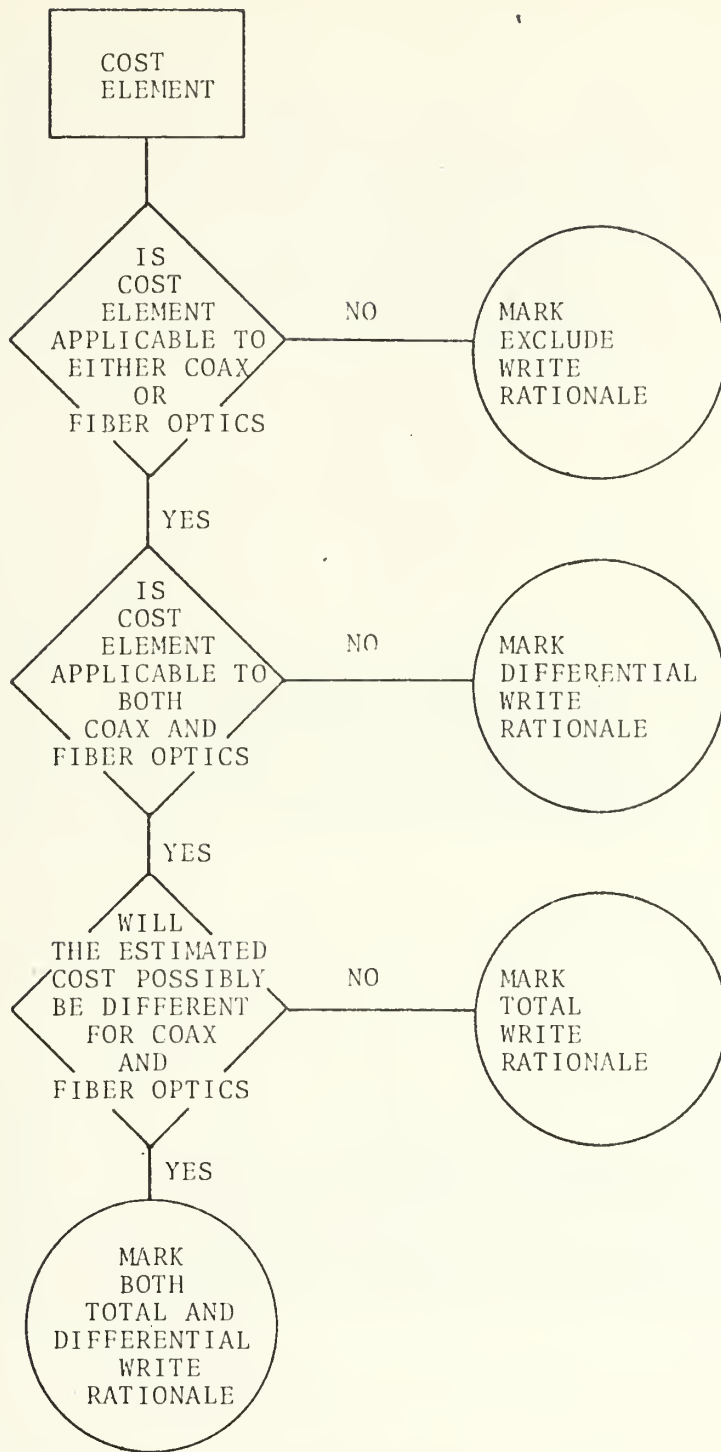 COST
ELEMENT
IS
COST
ELEMENT
APPLICABLE TO
EITHER COAX
OR
FIBER OPTICS
NO
MARK
EXCLUDE
WRITE
RATIONALE
YES
IS
COST
ELEMENT
APPLICABLE TO
BOTH
COAX AND
FIBER OPTICS
NO
MARK
DIFFERENTIAL
WRITE
RATIONALE
YES
WILL
THE ESTIMATED
COST POSSIBLY
BE DIFFERENT
FOR COAX
AND
FIBER OPTICS
NO
MARK
TOTAL
WRITE
RATIONALE
YES
MARK
BOTH
TOTAL AND
DIFFERENTIAL
WRITE
RATIONALE